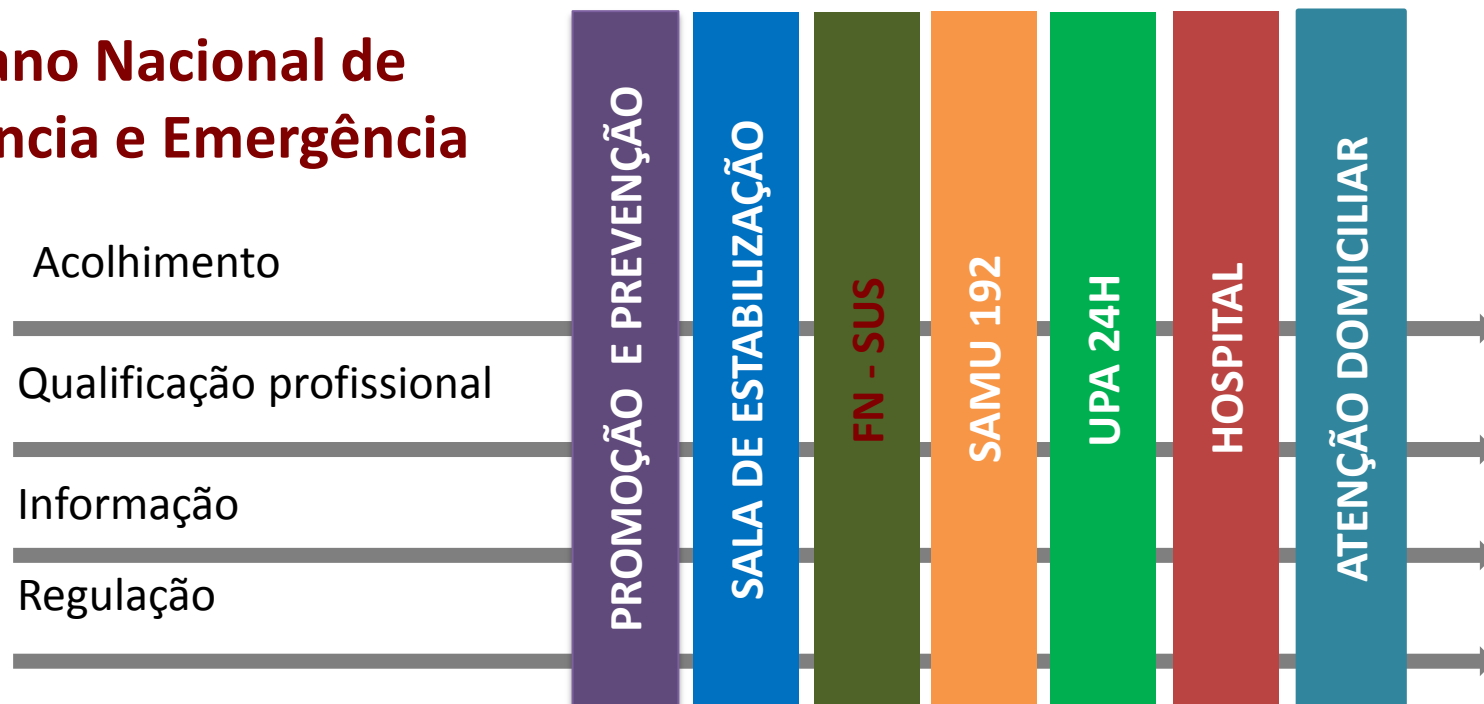 ano Nacional de
ncia e Emergência
Acolhimento
Qualificação profissional
Informação
Regulação
PROMOÇÃO E PREVENÇÃO
SALA DE ESTABILIZAÇÃO
FN - SUS
SAMU 192
UPA 24H
HOSPITAL
ATENÇÃO DOMICILIAR